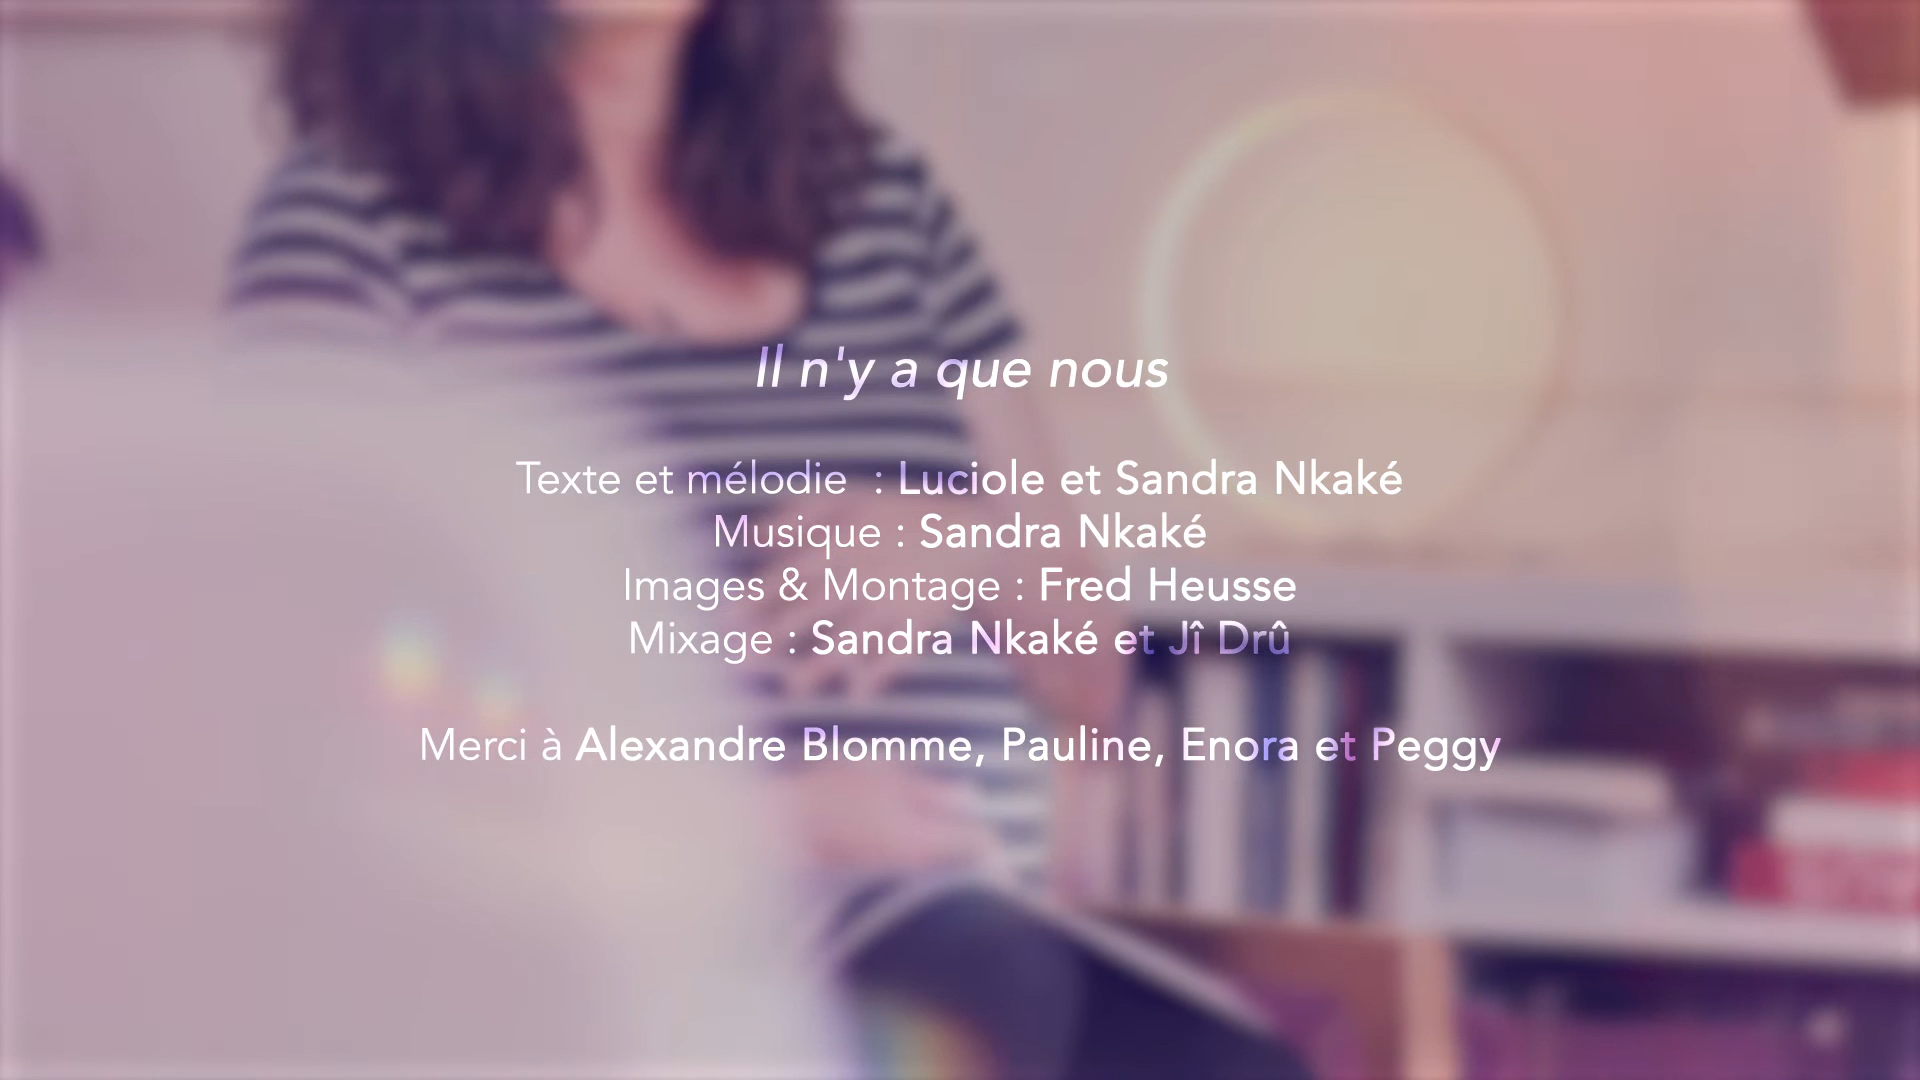 Il n'y a que nous
Texte et mélodie  : Luciole et Sandra Nkaké
Musique : Sandra Nkaké
Images & Montage : Fred Heusse
Mixage : Sandra Nkaké et Jî Drû
Merci à Alexandre Blomme, Pauline, Enora et Peggy